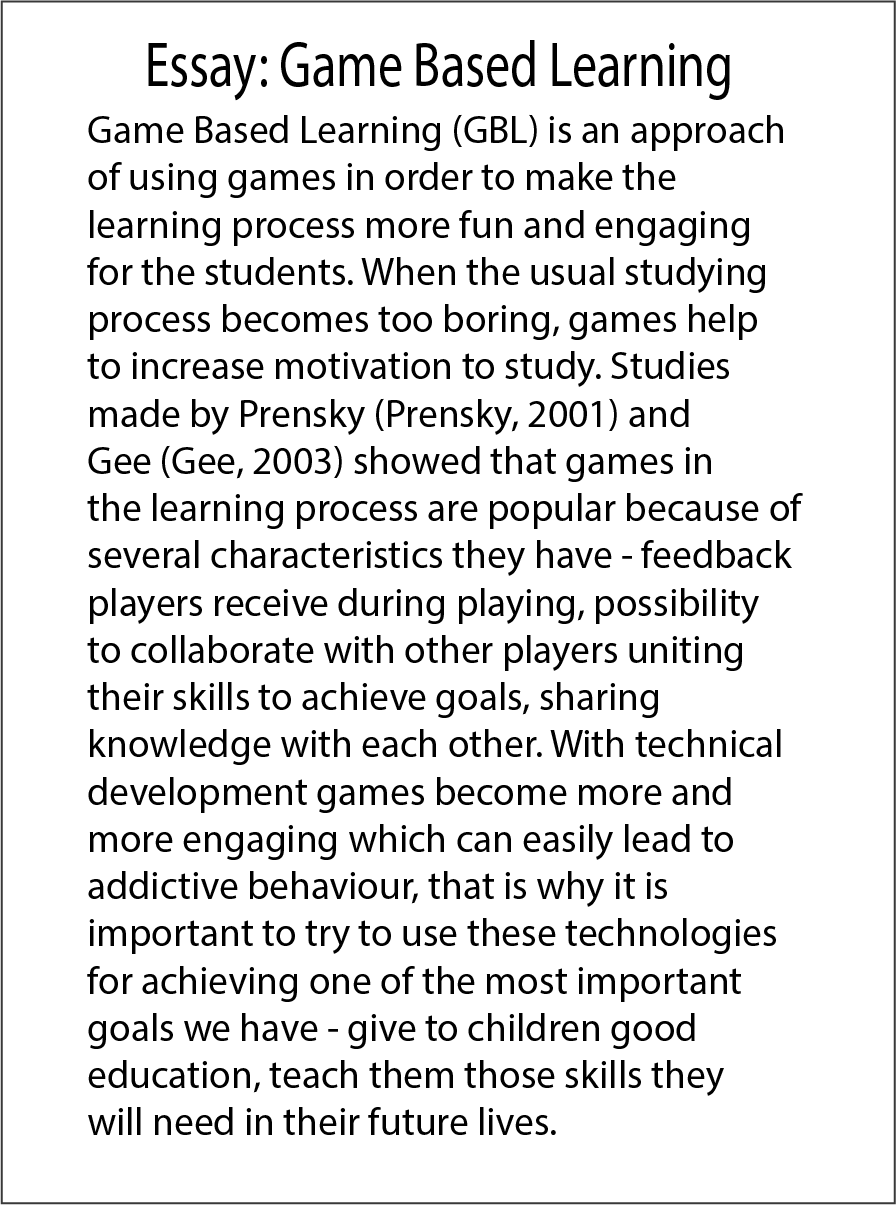 Essay: Game Based Learning
Game Based Learning (GBL) is an approach
of using games in order to make the
learning process more fun and engaging
for the students. When the usual studying
process becomes too boring, games help
to increase motivation to study. Studies
made by Prensky (Prensky, 2001) and
Gee (Gee, 2003) showed that games in
the learning process are popular because of
several characteristics they have - feedback
players receive during playing, possibility
to collaborate with other players uniting
their skills to achieve goals, sharing
knowledge with each other. With technical
development games become more and
more engaging which can easily lead to
addictive behaviour, that is why it is
important to try to use these technologies
for achieving one of the most important
goals we have - give to children good
education, teach them those skills they
will need in their future lives.